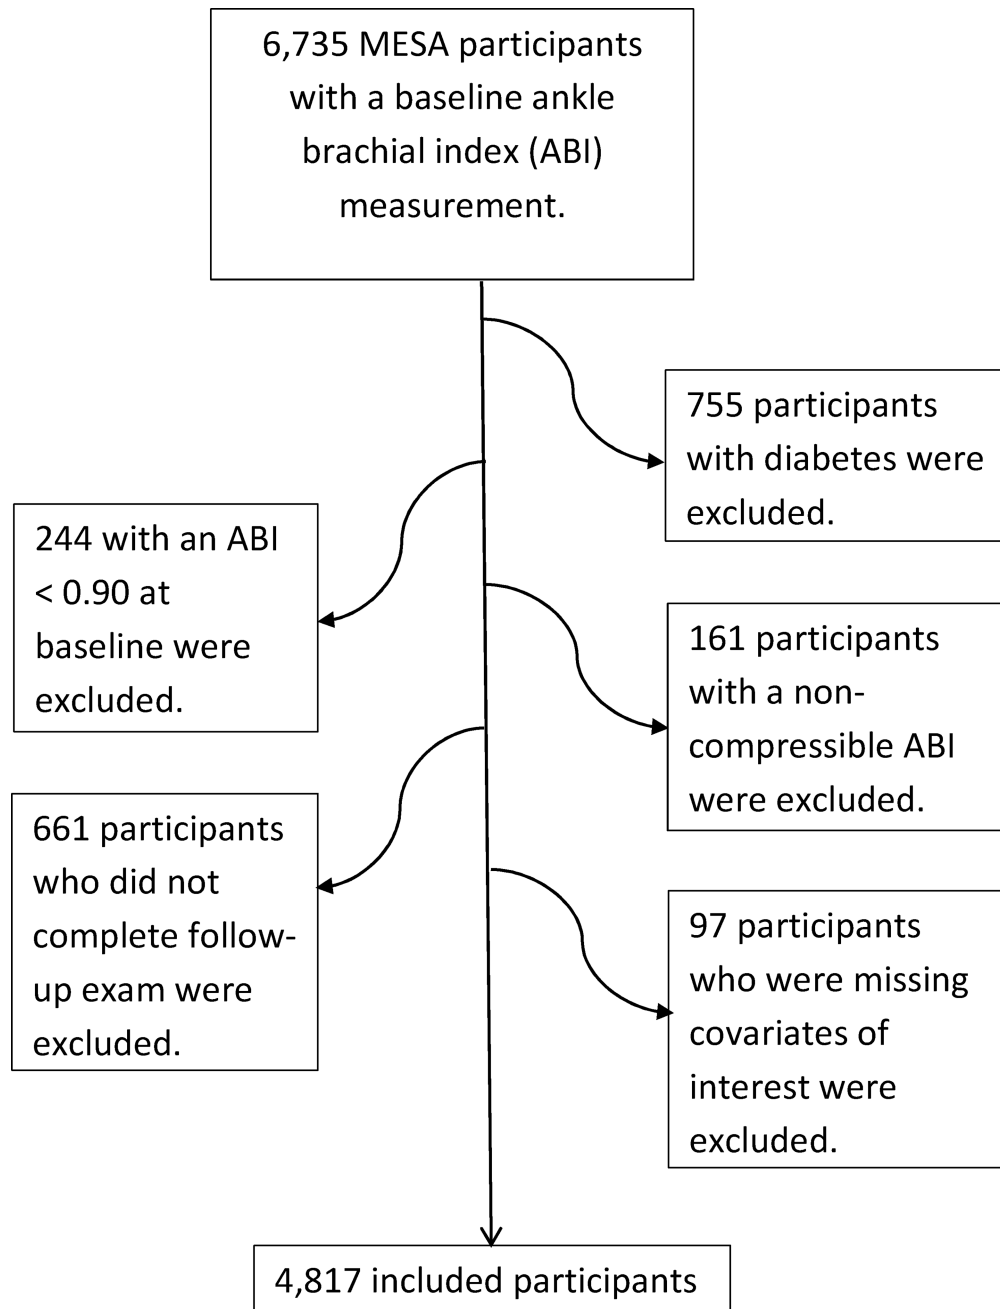 6,735 MESA participants
with a baseline ankle
brachial index (ABI)
measurement.
755 participants
with diabetes were
excluded.
244 with an ABI
< 0.90 at
baseline were
excluded.
161 participants
with a non-
compressible ABI
were excluded.
661 participants
who did not
complete follow-
up exam were
excluded.
97 participants
who were missing
covariates of
interest were
excluded.
4,817 included participants